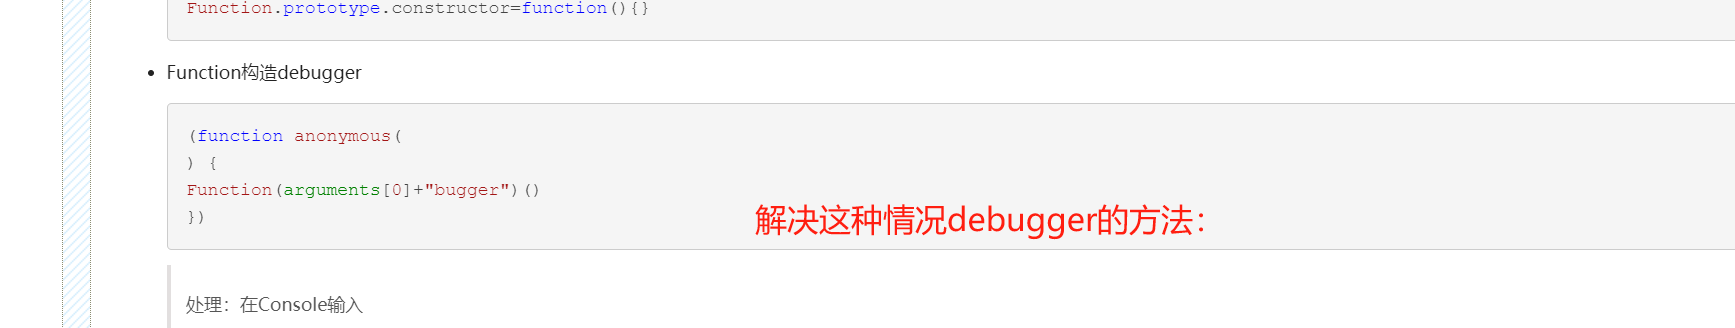 Function.prototype.constructor=function(){}
Function构造debugger
(function anonymous(
) {
Function(arguments[0]+"bugger")()
})
解决这种情况debugger的方法：
处理：在Console输入